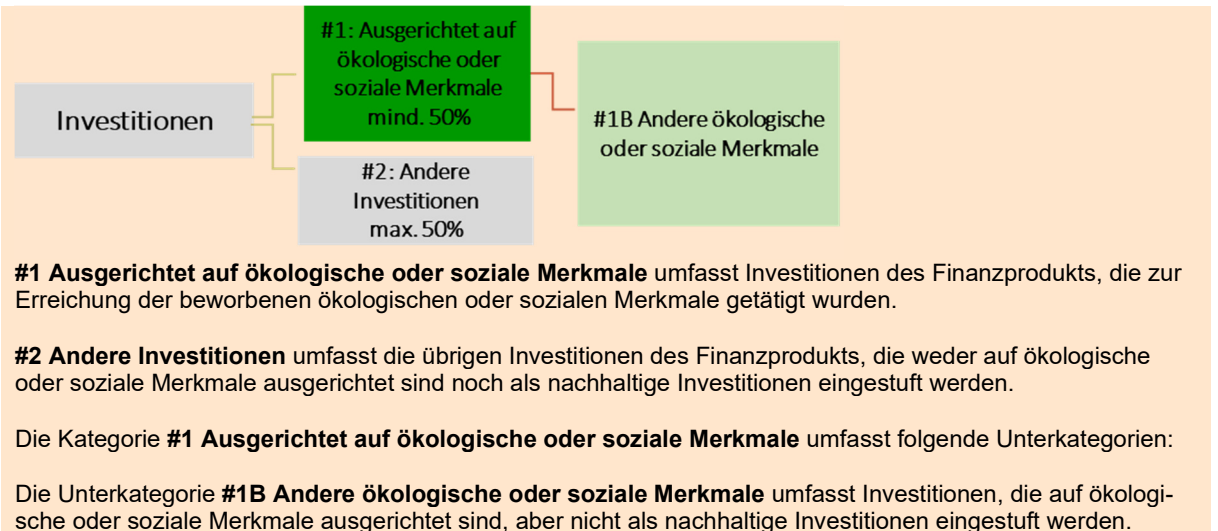 #1: Ausgerichtet auf
ökologische oder
soziale Merkmale
mind. 50%
Investitionen
#1B Andere ökologische
oder soziale Merkmale
#2: Andere
Investitionen
max. 50%
#1 Ausgerichtet auf ökologische oder soziale Merkmale umfasst Investitionen des Finanzprodukts, die zur
Erreichung der beworbenen ökologischen oder sozialen Merkmale getätigt wurden.
#2 Andere Investitionen umfasst die übrigen Investitionen des Finanzprodukts, die weder auf ökologische
oder soziale Merkmale ausgerichtet sind noch als nachhaltige Investitionen eingestuft werden.
Die Kategorie #1 Ausgerichtet auf ökologische oder soziale Merkmale umfasst folgende Unterkategorien:
Die Unterkategorie #1B Andere ökologische oder soziale Merkmale umfasst Investitionen, die auf ökologi-
sche oder soziale Merkmale ausgerichtet sind, aber nicht als nachhaltige Investitionen eingestuft werden.